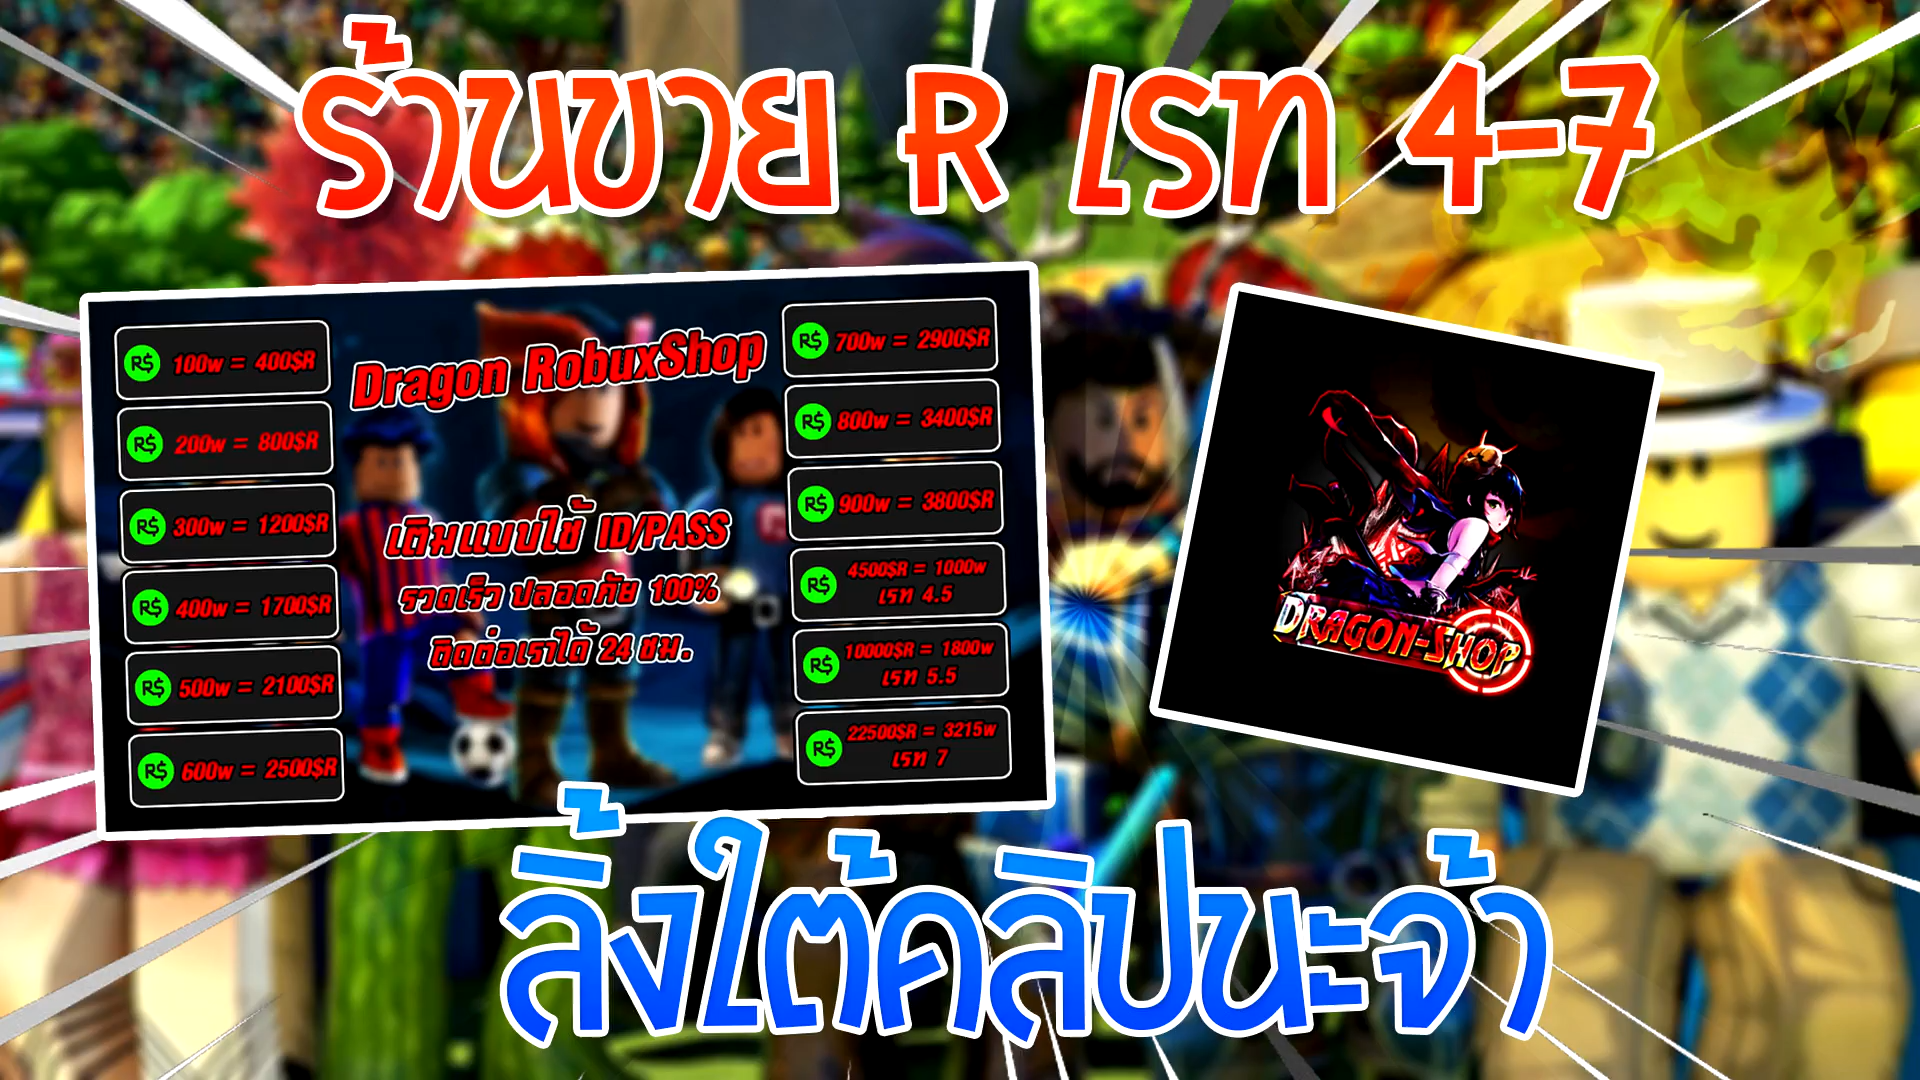 ร้านขาย R เรท 4-7
Dragon RobuxShop
R$ 100w = 400$R
R$ 200w = 800$R
R$ 300w = 1200$R
R$ 400w = 1700$R
R$ 500w = 2100$R
R$ 600w = 2500$R
เติมแบบใช้ ID/PASS
รวดเร็ว ปลอดภัย 100%
ติดต่อเราได้ 24 ชม.
R$ 700w = 2900$R
R$ 800w = 3400$R
R$ 900w = 3800$R
R$ 4500$R = 1000w
เรท 4.5
R$ 10000$R = 1800w
เรท 5.5
R$ 22500$R = 3215w
เรท 7
DRAGON-SHOP
ลิ้งใต้คลิปนะจ้า